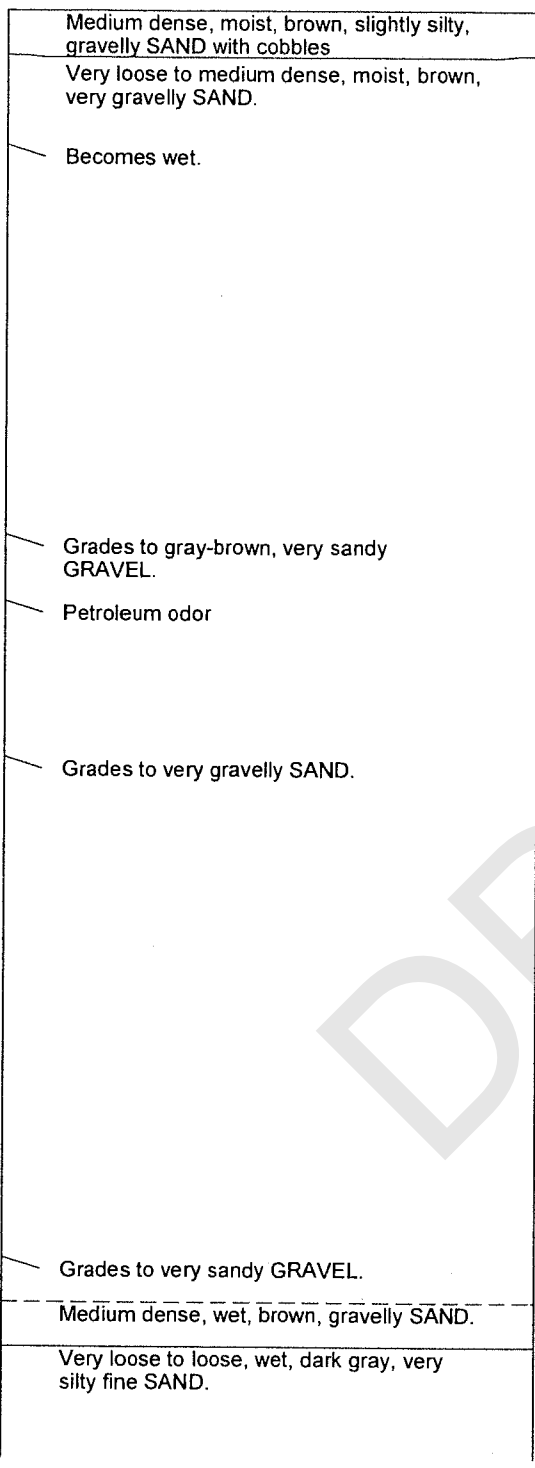 Medium dense, moist, brown, slightly silty,
gravelly SAND with cobbles
Very loose to medium dense, moist, brown,
very gravelly SAND.
Becomes wet.
Grades to gray-brown, very sandy
GRAVEL.
Petroleum odor
Grades to very gravelly SAND.
Grades to very sandy GRAVEL.
Medium dense, wet, brown, gravelly SAND.
Very loose to loose, wet, dark gray, very
silty fine SAND.